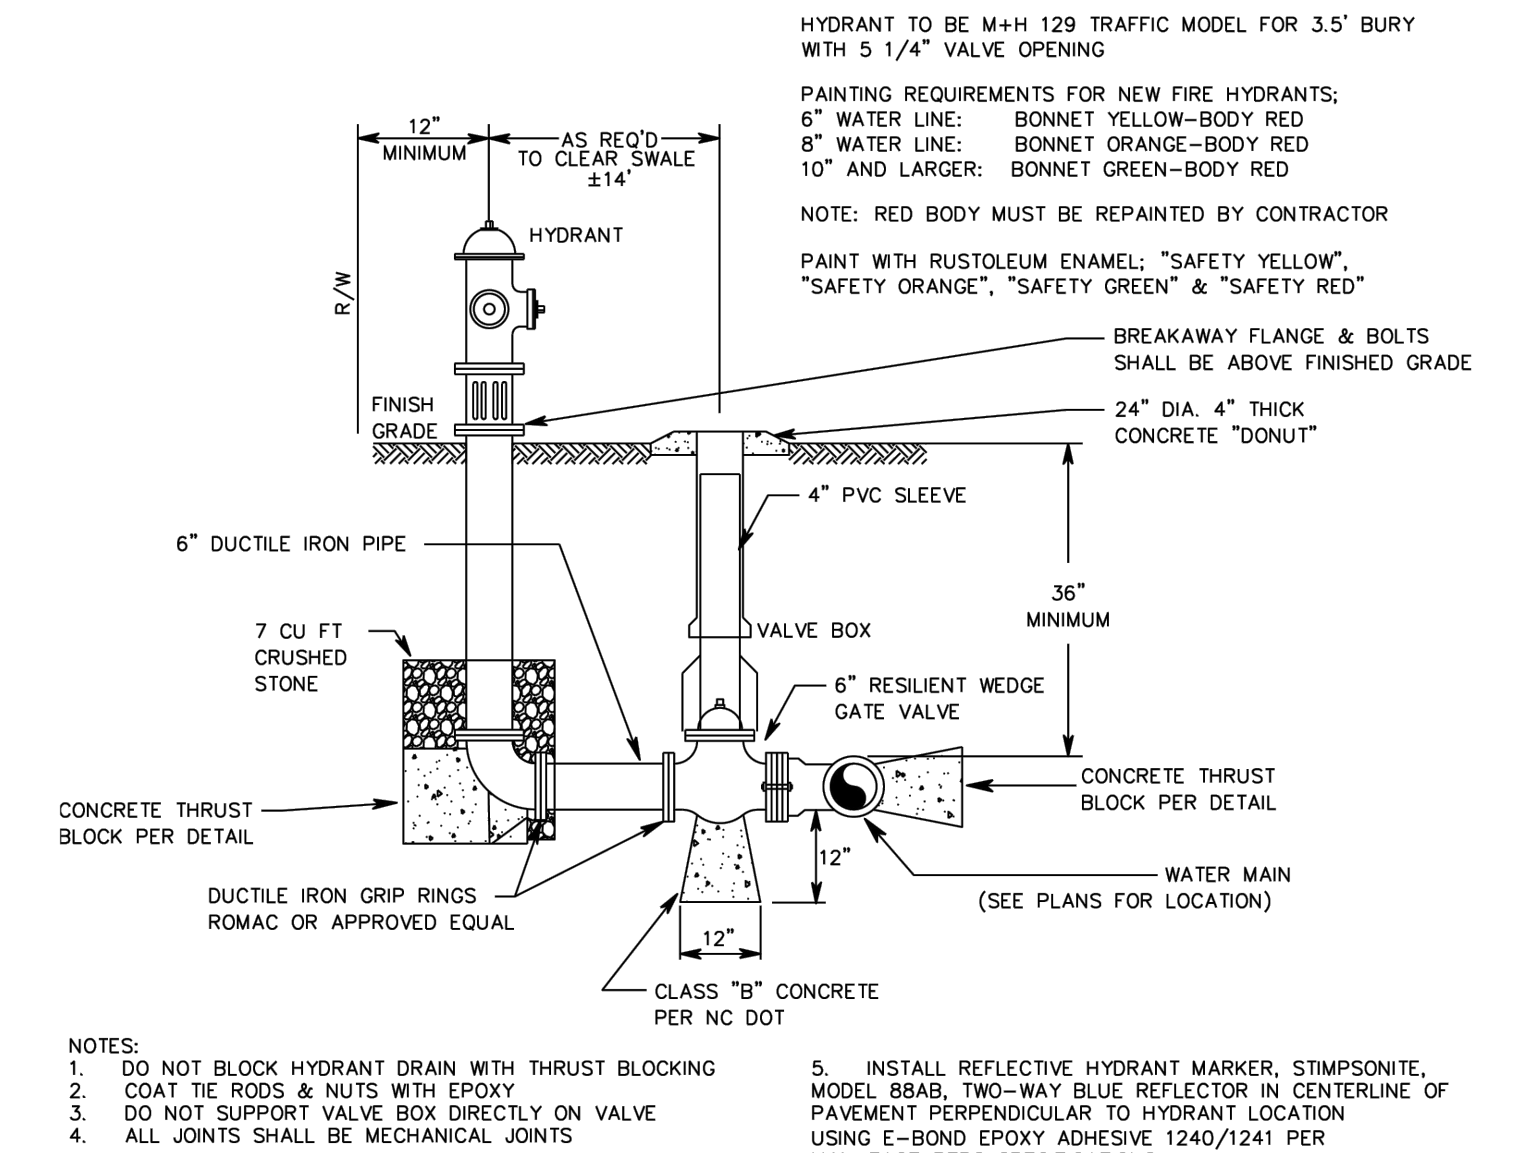 HYDRANT TO BE M+H 129 TRAFFIC MODEL FOR 3.5' BURY
WITH 5 1/4" VALVE OPENING
PAINTING REQUIREMENTS FOR NEW FIRE HYDRANTS;
6" WATER LINE: BONNET YELLOW-BODY RED
8" WATER LINE: BONNET ORANGE-BODY RED
10" AND LARGER: BONNET GREEN-BODY RED
NOTE: RED BODY MUST BE REPAINTED BY CONTRACTOR
PAINT WITH RUSTOLEUM ENAMEL; "SAFETY YELLOW",
"SAFETY ORANGE", "SAFETY GREEN" & "SAFETY RED"
12"
MINIMUM
AS REQ'D
TO CLEAR SWALE
±14'
HYDRANT
R/W
BREAKAWAY FLANGE & BOLTS
SHALL BE ABOVE FINISHED GRADE
FINISH
GRADE
24" DIA. 4" THICK
CONCRETE "DONUT"
4" PVC SLEEVE
6" DUCTILE IRON PIPE
36"
MINIMUM
7 CU FT
CRUSHED
STONE
VALVE BOX
6" RESILIENT WEDGE
GATE VALVE
CONCRETE THRUST
BLOCK PER DETAIL
CONCRETE THRUST
BLOCK PER DETAIL
12"
WATER MAIN
(SEE PLANS FOR LOCATION)
DUCTILE IRON GRIP RINGS
ROMAC OR APPROVED EQUAL
12"
CLASS "B" CONCRETE
PER NC DOT
NOTES:
1. DO NOT BLOCK HYDRANT DRAIN WITH THRUST BLOCKING
2. COAT TIE RODS & NUTS WITH EPOXY
3. DO NOT SUPPORT VALVE BOX DIRECTLY ON VALVE
4. ALL JOINTS SHALL BE MECHANICAL JOINTS
5. INSTALL REFLECTIVE HYDRANT MARKER, STIMPSONITE,
MODEL 88AB, TWO-WAY BLUE REFLECTOR IN CENTERLINE OF
PAVEMENT PERPENDICULAR TO HYDRANT LOCATION
USING E-BOND EPOXY ADHESIVE 1240/1241 PER